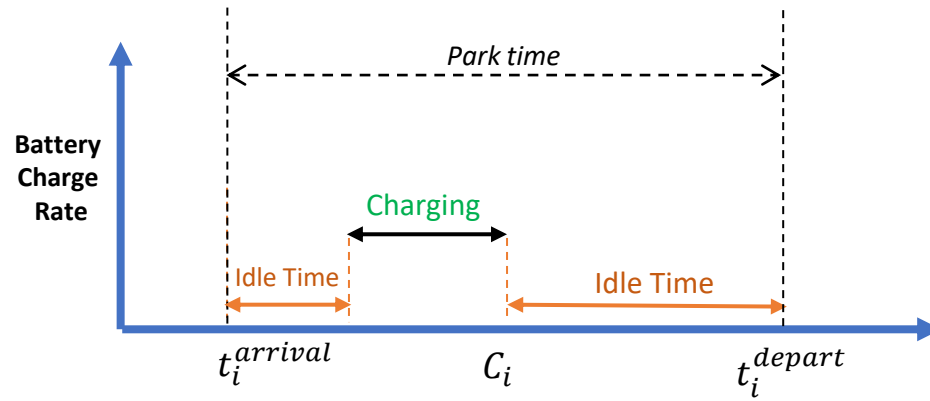 Park time
Battery
Charge
Rate
Charging
Idle Time
Idle Time
t_i^{arrival}
C_i
t_i^{depart}